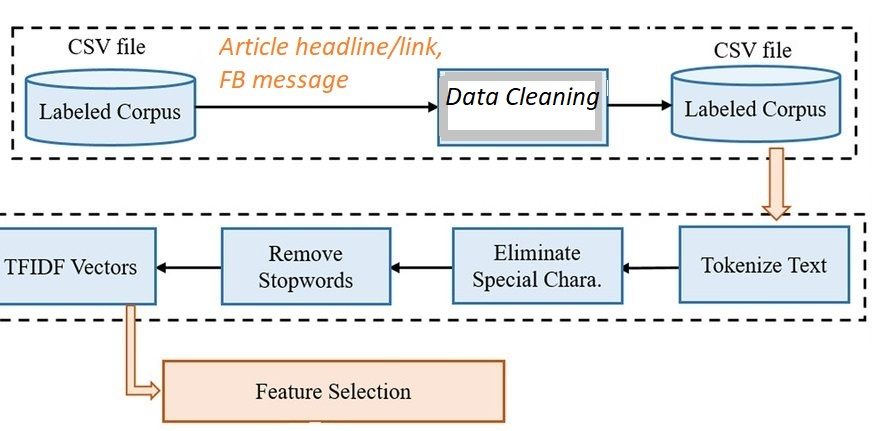 CSV file
Labeled Corpus
Article headline/link,
FB message
Data Cleaning
CSV file
Labeled Corpus
Tokenize Text
Eliminate
Special Chara.
Remove
Stopwords
TFIDF Vectors
Feature Selection